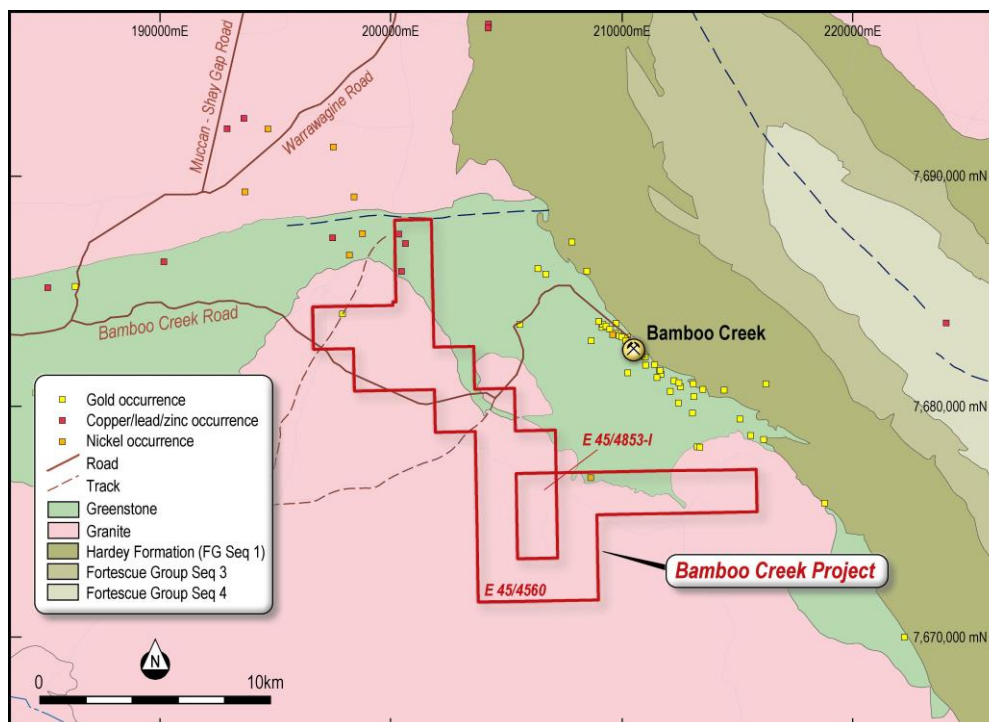 190000mE
200000mE
210000mE
220000mE
Muccan - Shay Gap Road
Warrawagine Road
7,690,000 mN
Bamboo Creek Road
Bamboo Creek
7,680,000 mN
Gold occurrence
Copper/lead/zinc occurrence
Nickel occurrence
Road
Track
Greenstone
Granite
Hardey Formation (FG Seq 1)
Fortescue Group Seq 3
Fortescue Group Seq 4
E 45/4853-I
Bamboo Creek Project
E 45/4560
7,670,000 mN
N
0
10km